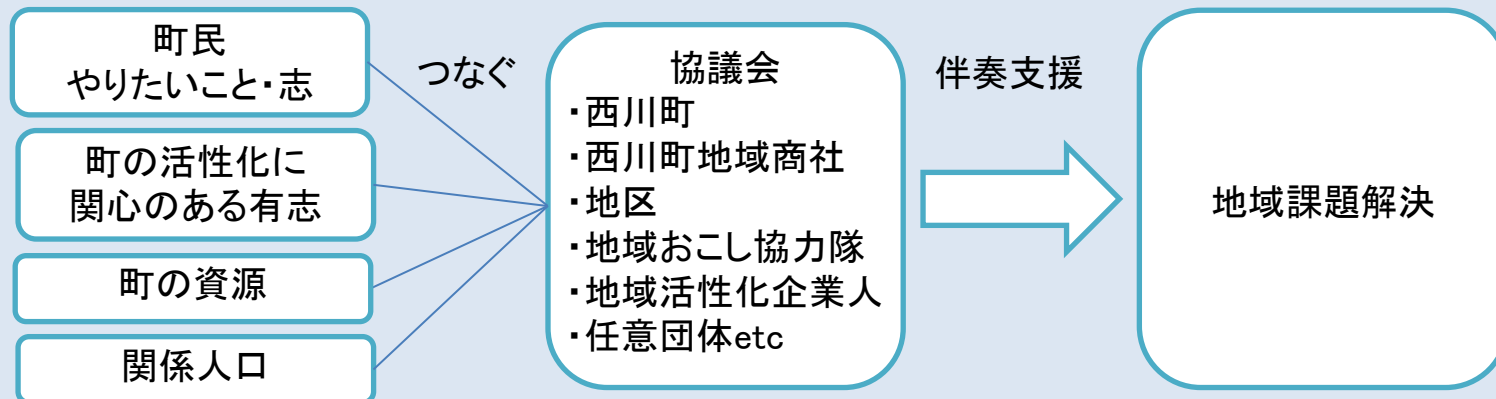 町民
やりたいこと・志
町の活性化に
関心のある有志
町の資源
関係人口
つなぐ
協議会
・西川町
・西川町地域商社
・地区
・地域おこし協力隊
・地域活性化企業人
・任意団体etc
伴奏支援
地域課題解決